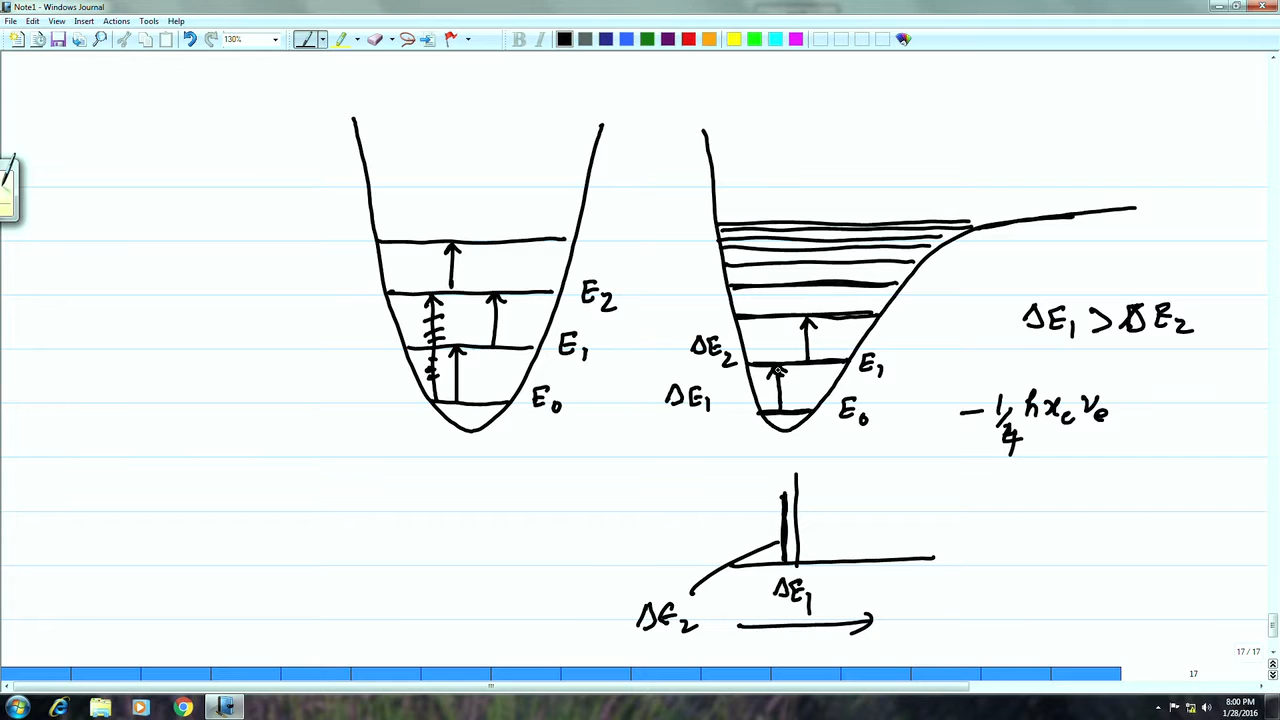 Note1 - Windows Journal
File Edit View Insert Actions Tools Help
130%
E₂
E₁
E₀
ΔE₂
ΔE₁
E₁
E₀
ΔE₁ > ΔE₂
- 1/4 h xₑ νₑ
ΔE₁
ΔE₂
17 / 17
17
8:00 PM
1/28/2016